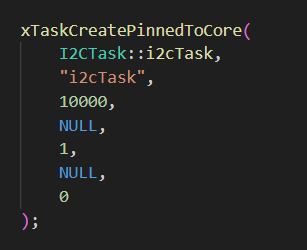 xTaskCreatePinnedToCore(
I2CTask::i2cTask,
"i2cTask",
10000,
NULL,
1,
NULL,
0
);